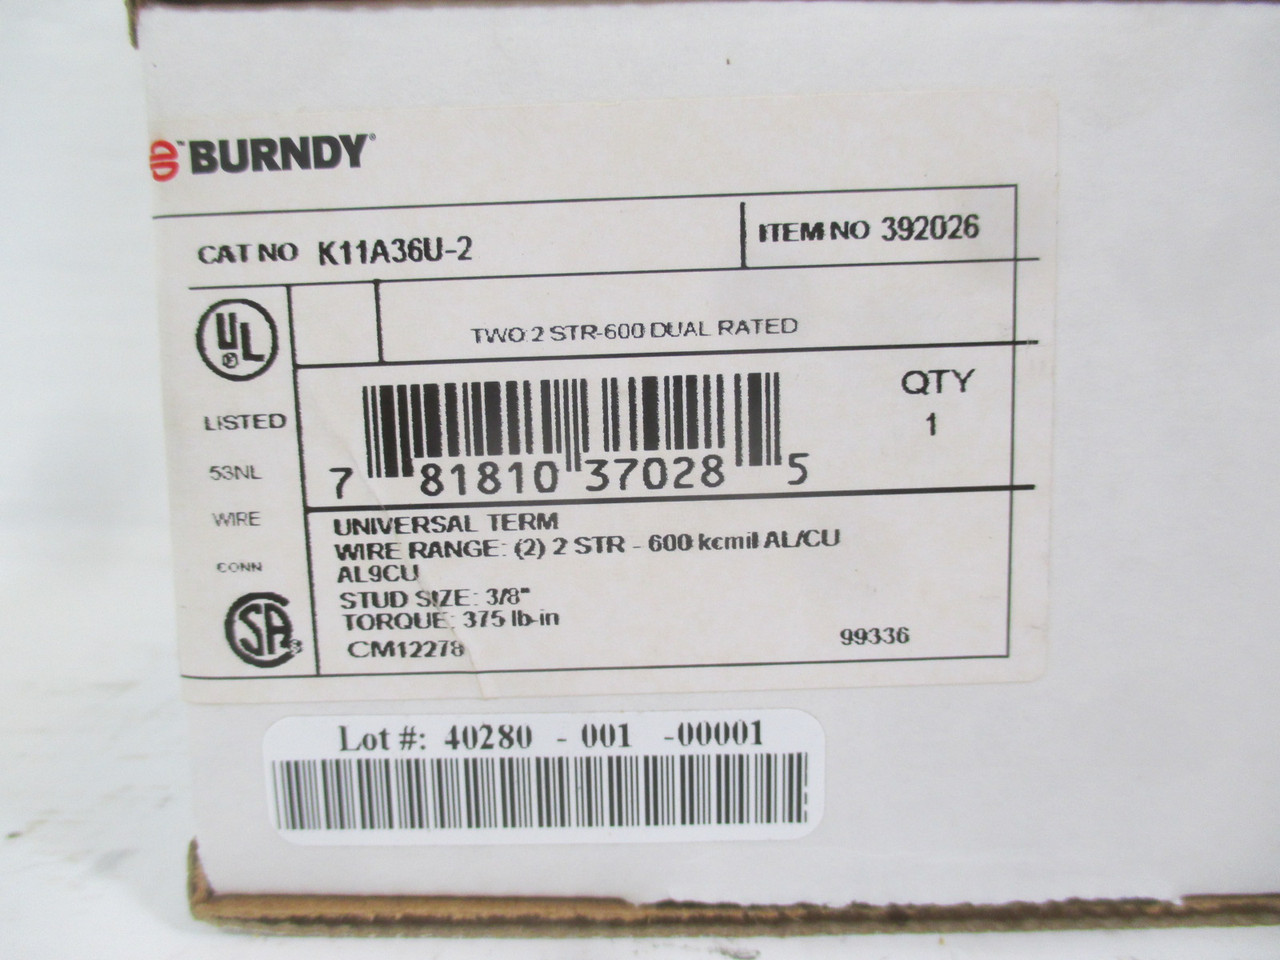 BURNDY®
CAT NO K11A36U-2
ITEM NO 392026
UL
®
TWO 2 STR-600 DUAL RATED
LISTED
53NL
WIRE
CONN
QTY
1
7 81810 37028 5
UNIVERSAL TERM
WIRE RANGE: (2) 2 STR - 600 kcmil AL/CU
AL9CU
STUD SIZE: 3/8"
TORQUE: 375 lb-in
CM12278
99336
SA®
Lot #: 40280 - 001 -00001